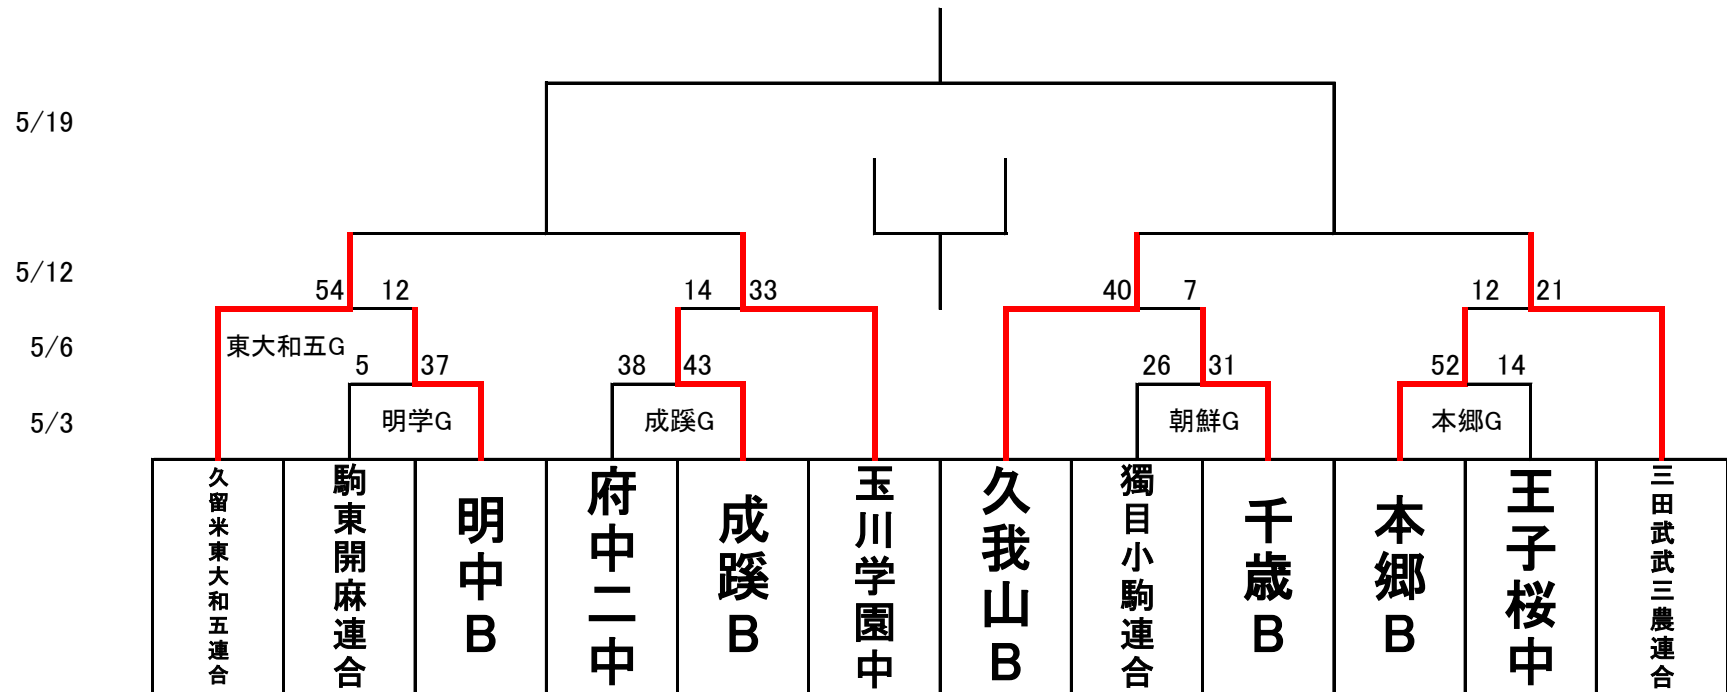 5/19
5/12
54 12 14 33 40 7 12 21
5/6
東大和五G
5 37 38 43 26 31 52 14
5/3
明学G 成蹊G 朝鮮G 本郷G
久留米東大和五連合
駒東開麻連合
明中B
府中二中
成蹊B
玉川学園中
久我山B
獨目小駒連合
千歳B
本郷B
王子桜中
三田武武三農連合